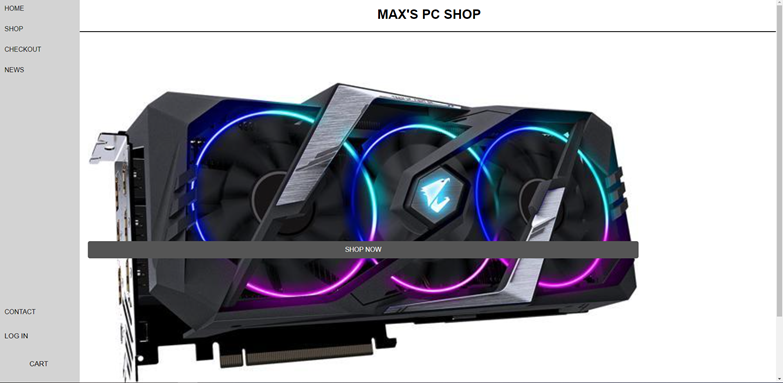 HOME
SHOP
CHECKOUT
NEWS
MAX'S PC SHOP
SHOP NOW
CONTACT
LOG IN
CART